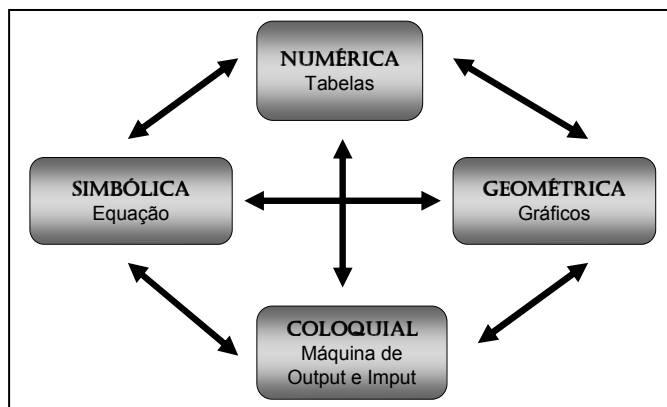 NUMÉRICA
Tabelas
SIMBÓLICA
Equação
GEOMÉTRICA
Gráficos
COLOQUIAL
Máquina de
Output e Imput